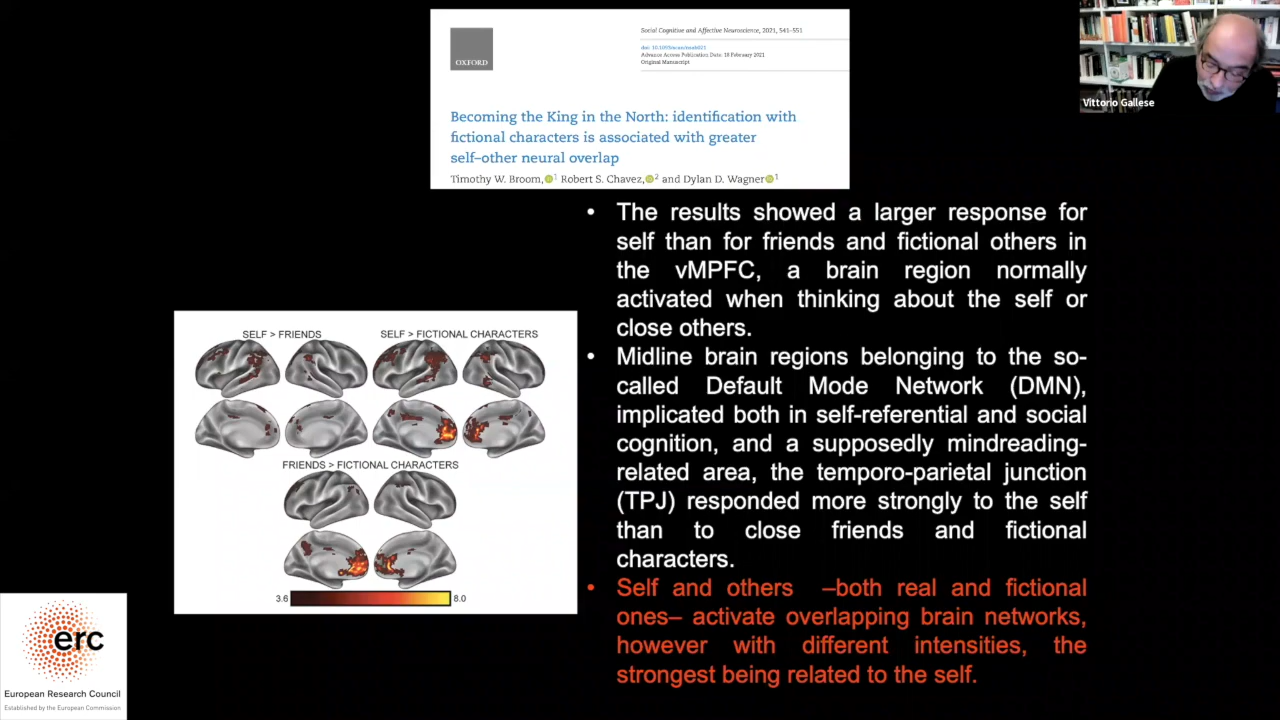 OXFORD
Social Cognitive and Affective Neuroscience, 2021, 541–551
Advance Access Publication Date: 18 February 2021
Original Manuscript
Becoming the King in the North: identification with
fictional characters is associated with greater
self–other neural overlap
Timothy W. Broom,¹ Robert S. Chavez,² and Dylan D. Wagner¹
Vittorio Gallese
• The results showed a larger response for
self than for friends and fictional others in
the vMPFC, a brain region normally
activated when thinking about the self or
close others.
• Midline brain regions belonging to the so-
called Default Mode Network (DMN),
implicated both in self-referential and social
cognition, and a supposedly mindreading-
related area, the temporo-parietal junction
(TPJ) responded more strongly to the self
than to close friends and fictional
characters.
• Self and others –both real and fictional
ones– activate overlapping brain networks,
however with different intensities, the
strongest being related to the self.
SELF > FRIENDS
SELF > FICTIONAL CHARACTERS
FRIENDS > FICTIONAL CHARACTERS
3.6
8.0
erc
European Research Council
Established by the European Commission